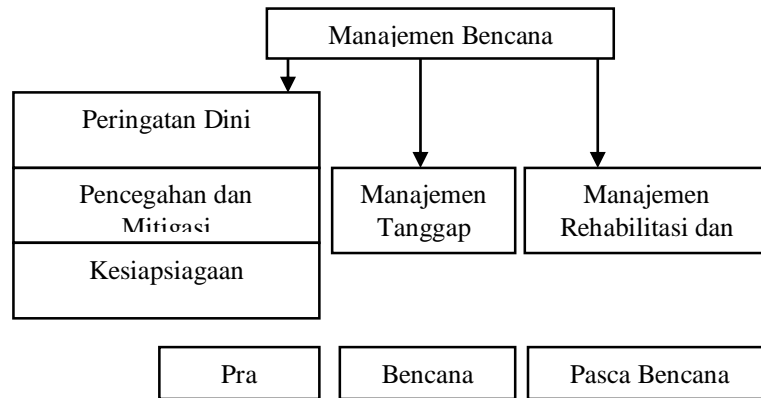 Manajemen Bencana
Peringatan Dini
Pencegahan dan
Mitigasi
Kesiapsiagaan
Manajemen
Tanggap
Manajemen
Rehabilitasi dan
Pra
Bencana
Pasca Bencana